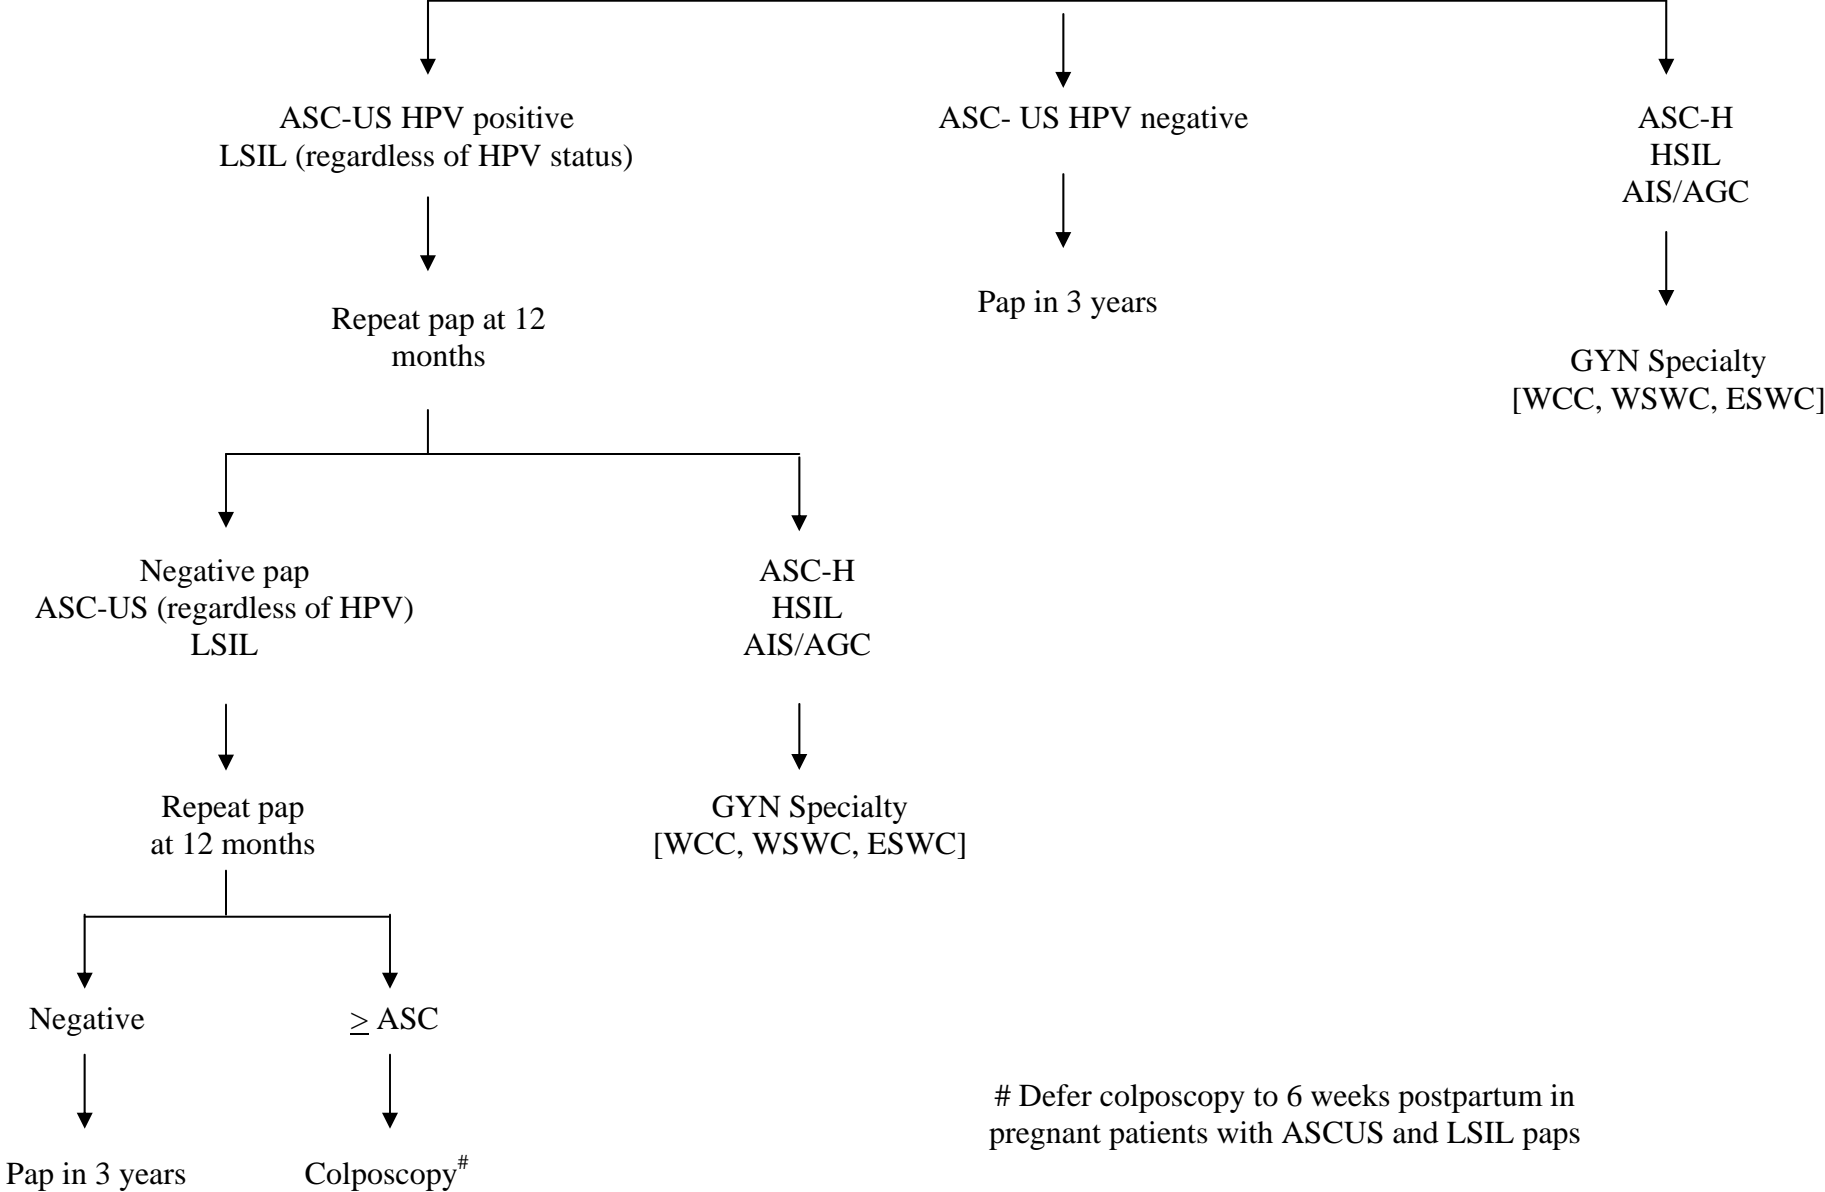 ASC-US HPV positive
LSIL (regardless of HPV status)
ASC- US HPV negative
ASC-H
HSIL
AIS/AGC
Repeat pap at 12
months
Pap in 3 years
GYN Specialty
[WCC, WSWC, ESWC]
Negative pap
ASC-US (regardless of HPV)
LSIL
ASC-H
HSIL
AIS/AGC
Repeat pap
at 12 months
GYN Specialty
[WCC, WSWC, ESWC]
Negative
≥ ASC
Pap in 3 years
Colposcopy#
# Defer colposcopy to 6 weeks postpartum in
pregnant patients with ASCUS and LSIL paps